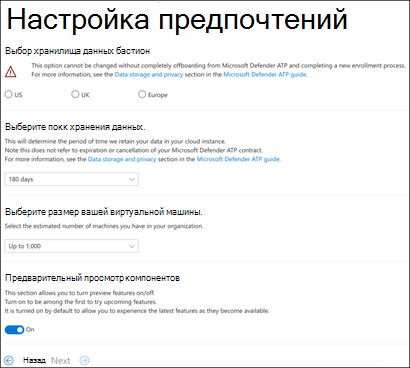 Настройка предпочтений
Выбор хранилища данных бастион
This option cannot be changed without completely offboarding from Microsoft Defender ATP and completing a new enrollment process.
For more information, see the Data storage and privacy section in the Microsoft Defender ATP guide.
US UK Europe
Выберите покк хранения данных.
This will determine the period of time we retain your data in your cloud instance.
Note this does not refer to expiration or cancellation of your Microsoft Defender ATP contract.
For more information, see the Data storage and privacy section in the Microsoft Defender ATP guide.
180 days
Выберите размер вашей виртуальной машины.
Select the estimated number of machines you have in your organization.
Up to 1,000
Предварительный просмотр компонентов
This section allows you to turn preview features on/off.
Turn on to be among the first to try upcoming features.
It is turned on by default to allow you to experience the latest features as they become available.
On
Назад Next